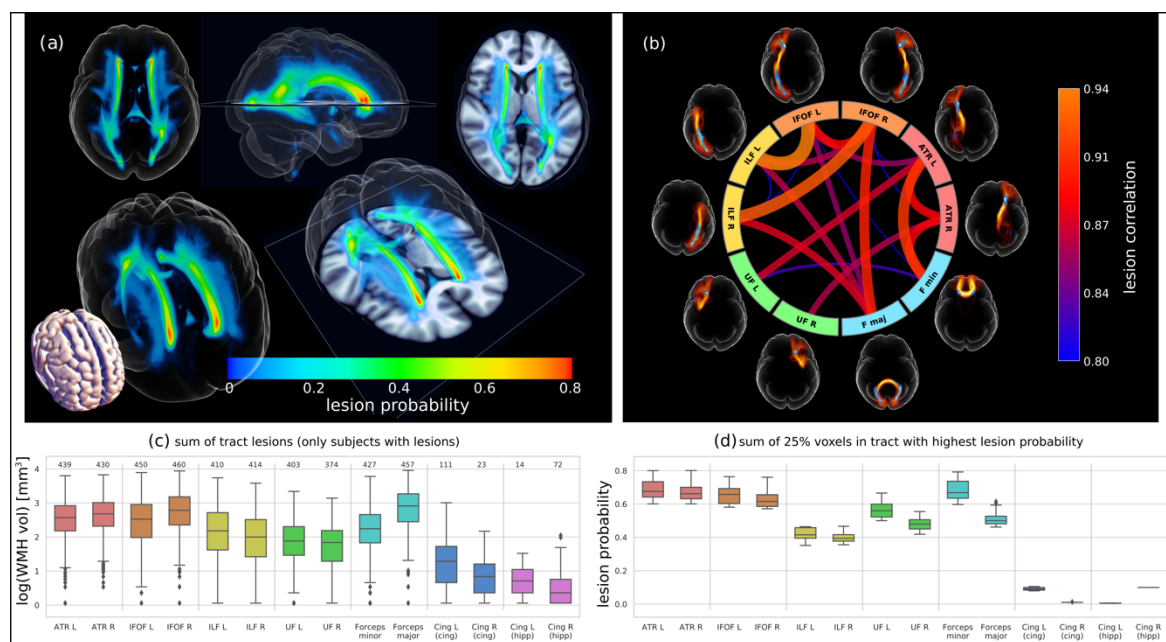 (a)
0 0.2 0.4 0.6 0.8
lesion probability
(b)
IFOF L
IFOF R
ILF L
ATR L
ILF R
ATR R
UF L
F min
UF R
F maj
0.94
0.91
0.87
0.84
0.80
lesion correlation
(c) sum of tract lesions (only subjects with lesions)
439 430 450 460 410 414 403 374 427 457 111 23 14 72
log(WMH vol) [mm³]
4
3
2
1
0
ATR L ATR R IFOF L IFOF R ILF L ILF R UF L UF R Forceps minor Forceps major Cing L (cing) Cing R (cing) Cing L (hipp) Cing R (hipp)
(d) sum of 25% voxels in tract with highest lesion probability
lesion probability
0.8
0.6
0.4
0.2
0.0
ATR L ATR R IFOF L IFOF R ILF L ILF R UF L UF R Forceps minor Forceps major Cing L (cing) Cing R (cing) Cing L (hipp) Cing R (hipp)